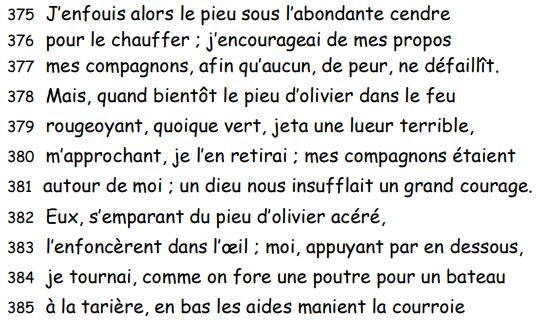 375 J’enfouis alors le pieu sous l’abondante cendre
376 pour le chauffer ; j’encourageai de mes propos
377 mes compagnons, afin qu’aucun, de peur, ne défaillît.
378 Mais, quand bientôt le pieu d’olivier dans le feu
379 rougeoyant, quoique vert, jeta une lueur terrible,
380 m’approchant, je l’en retirai ; mes compagnons étaient
381 autour de moi ; un dieu nous insufflait un grand courage.
382 Eux, s’emparant du pieu d’olivier acéré,
383 l’enfoncèrent dans l’œil ; moi, appuyant par en dessous,
384 je tournai, comme on fore une poutre pour un bateau
385 à la tarière, en bas les aides manient la courroie